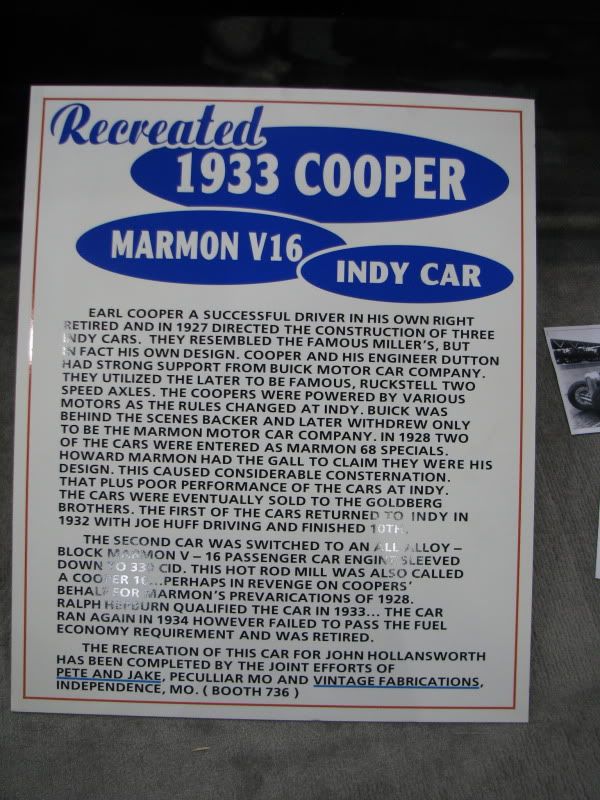 Recreated
1933 COOPER
MARMON V16
INDY CAR
EARL COOPER A SUCCESSFUL DRIVER IN HIS OWN RIGHT
RETIRED AND IN 1927 DIRECTED THE CONSTRUCTION OF THREE
INDY CARS. THEY RESEMBLED THE FAMOUS MILLER'S, BUT
IN FACT HIS OWN DESIGN. COOPER AND HIS ENGINEER DUTTON
HAD STRONG SUPPORT FROM BUICK MOTOR CAR COMPANY.
THEY UTILIZED THE LATER TO BE FAMOUS, RUCKSTELL TWO
SPEED AXLES. THE COOPERS WERE POWERED BY VARIOUS
MOTORS AS THE RULES CHANGED AT INDY. BUICK WAS
BEHIND THE SCENES BACKER AND LATER WITHDREW ONLY
TO BE THE MARMON MOTOR CAR COMPANY. IN 1928 TWO
OF THE CARS WERE ENTERED AS MARMON 68 SPECIALS.
HOWARD MARMON HAD THE GALL TO CLAIM THEY WERE HIS
DESIGN. THIS CAUSED CONSIDERABLE CONSTERNATION.
THAT PLUS POOR PERFORMANCE OF THE CARS AT INDY.
THE CARS WERE EVENTUALLY SOLD TO THE GOLDBERG
BROTHERS. THE FIRST OF THE CARS RETURNED TO INDY IN
1932 WITH JOE HUFF DRIVING AND FINISHED 10TH.
THE SECOND CAR WAS SWITCHED TO AN ALL ALLOY –
BLOCK MARMON V – 16 PASSENGER CAR ENGINE SLEEVED
DOWN TO 330 CID. THIS HOT ROD MILL WAS ALSO CALLED
A COOPER 16...PERHAPS IN REVENGE ON COOPERS'
BEHALF FOR MARMON'S PREVARICATIONS OF 1928.
RALPH HEPBURN QUALIFIED THE CAR IN 1933... THE CAR
RAN AGAIN IN 1934 HOWEVER FAILED TO PASS THE FUEL
ECONOMY REQUIREMENT AND WAS RETIRED.
THE RECREATION OF THIS CAR FOR JOHN HOLLANSWORTH
HAS BEEN COMPLETED BY THE JOINT EFFORTS OF
PETE AND JAKE, PECULLIAR MO AND VINTAGE FABRICATIONS,
INDEPENDENCE, MO. ( BOOTH 736 )